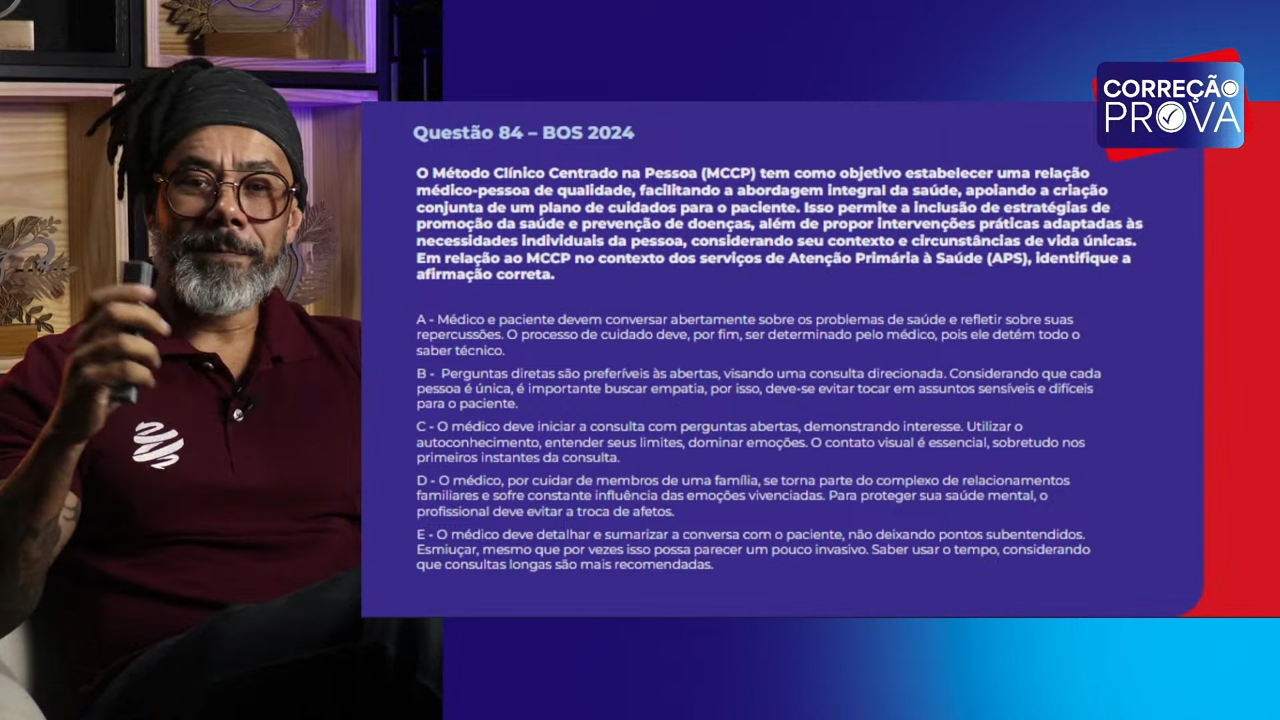 CORREÇÃO
PROVA
Questão 84 – BOS 2024
O Método Clínico Centrado na Pessoa (MCCP) tem como objetivo estabelecer uma relação
médico-pessoa de qualidade, facilitando a abordagem integral da saúde, apoiando a criação
conjunta de um plano de cuidados para o paciente. Isso permite a inclusão de estratégias de
promoção da saúde e prevenção de doenças, além de propor intervenções práticas adaptadas às
necessidades individuais da pessoa, considerando seu contexto e circunstâncias de vida únicas.
Em relação ao MCCP no contexto dos serviços de Atenção Primária à Saúde (APS), identifique a
afirmação correta.
A - Médico e paciente devem conversar abertamente sobre os problemas de saúde e refletir sobre suas
repercussões. O processo de cuidado deve, por fim, ser determinado pelo médico, pois ele detém todo o
saber técnico.
B - Perguntas diretas são preferíveis às abertas, visando uma consulta direcionada. Considerando que cada
pessoa é única, é importante buscar empatia, por isso, deve-se evitar tocar em assuntos sensíveis e difíceis
para o paciente.
C - O médico deve iniciar a consulta com perguntas abertas, demonstrando interesse. Utilizar o
autoconhecimento, entender seus limites, dominar emoções. O contato visual é essencial, sobretudo nos
primeiros instantes da consulta.
D - O médico, por cuidar de membros de uma família, se torna parte do complexo de relacionamentos
familiares e sofre constante influência das emoções vivenciadas. Para proteger sua saúde mental, o
profissional deve evitar a troca de afetos.
E - O médico deve detalhar e sumarizar a conversa com o paciente, não deixando pontos subentendidos.
Esmiuçar, mesmo que por vezes isso possa parecer um pouco invasivo. Saber usar o tempo, considerando
que consultas longas são mais recomendadas.